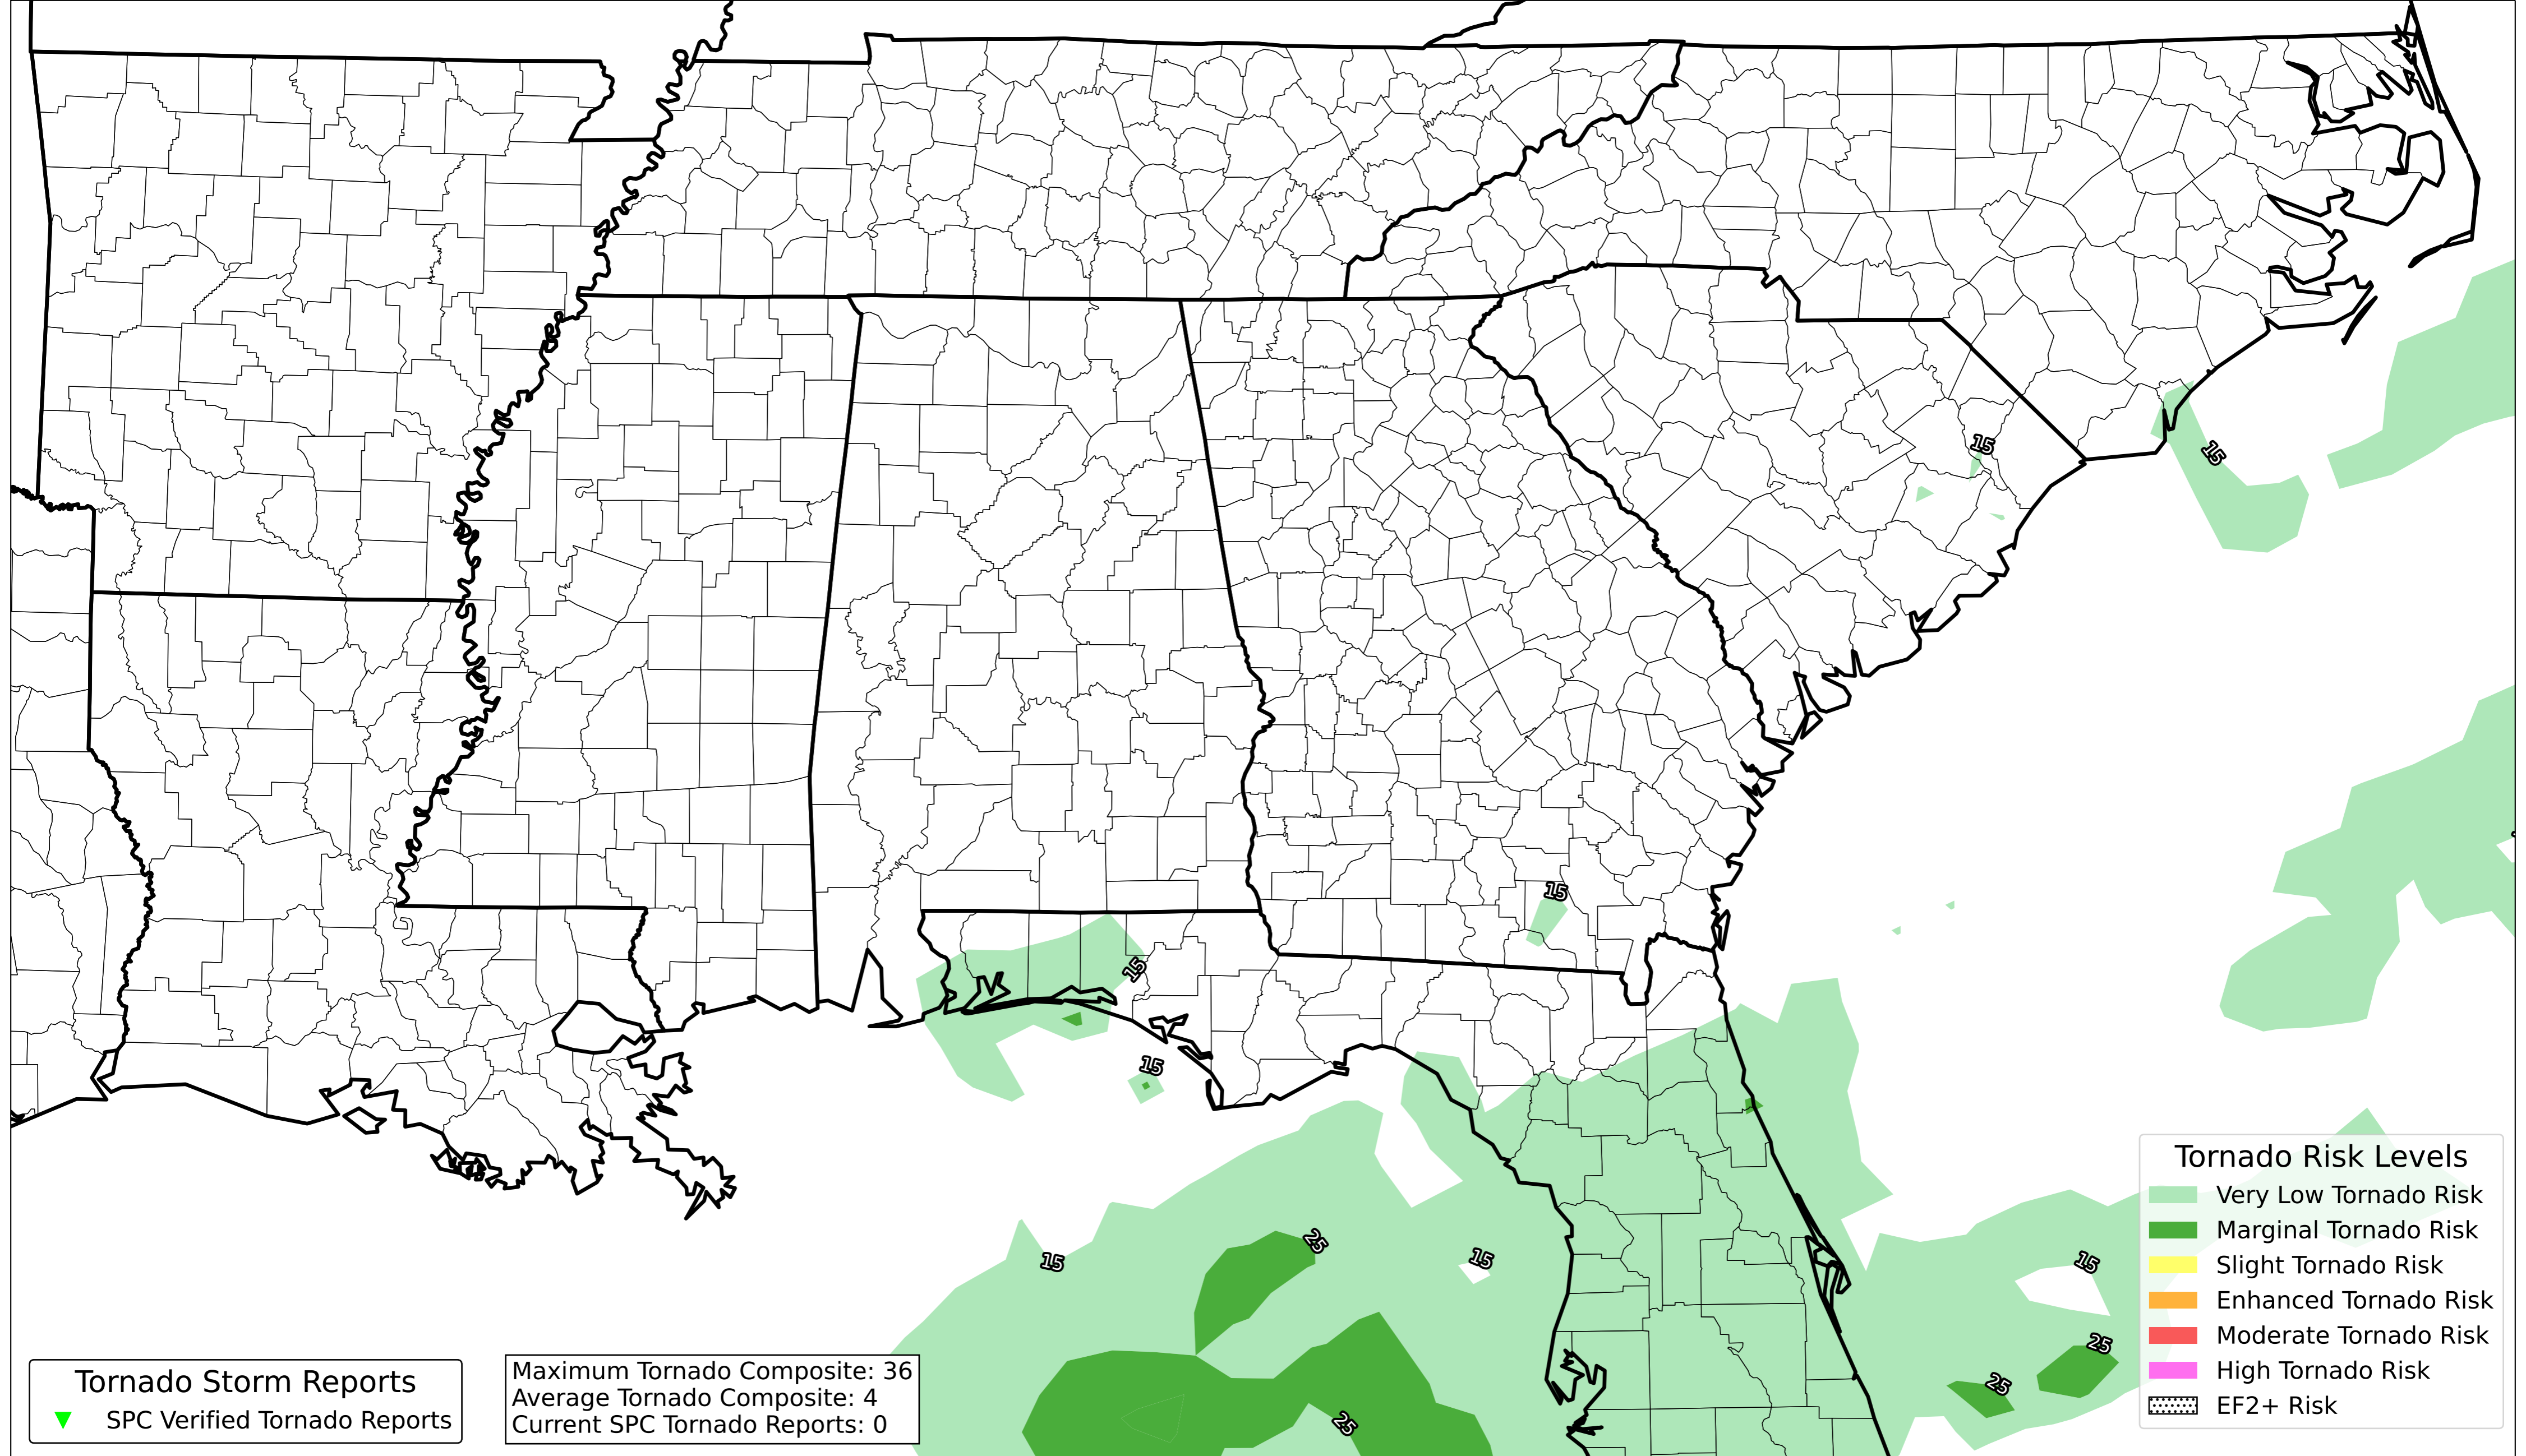 15
15
15
15
15
15
25
15
15
25
25
25
Tornado Risk Levels
Very Low Tornado Risk
Marginal Tornado Risk
Slight Tornado Risk
Enhanced Tornado Risk
Moderate Tornado Risk
High Tornado Risk
EF2+ Risk
Tornado Storm Reports
SPC Verified Tornado Reports
Maximum Tornado Composite: 36
Average Tornado Composite: 4
Current SPC Tornado Reports: 0